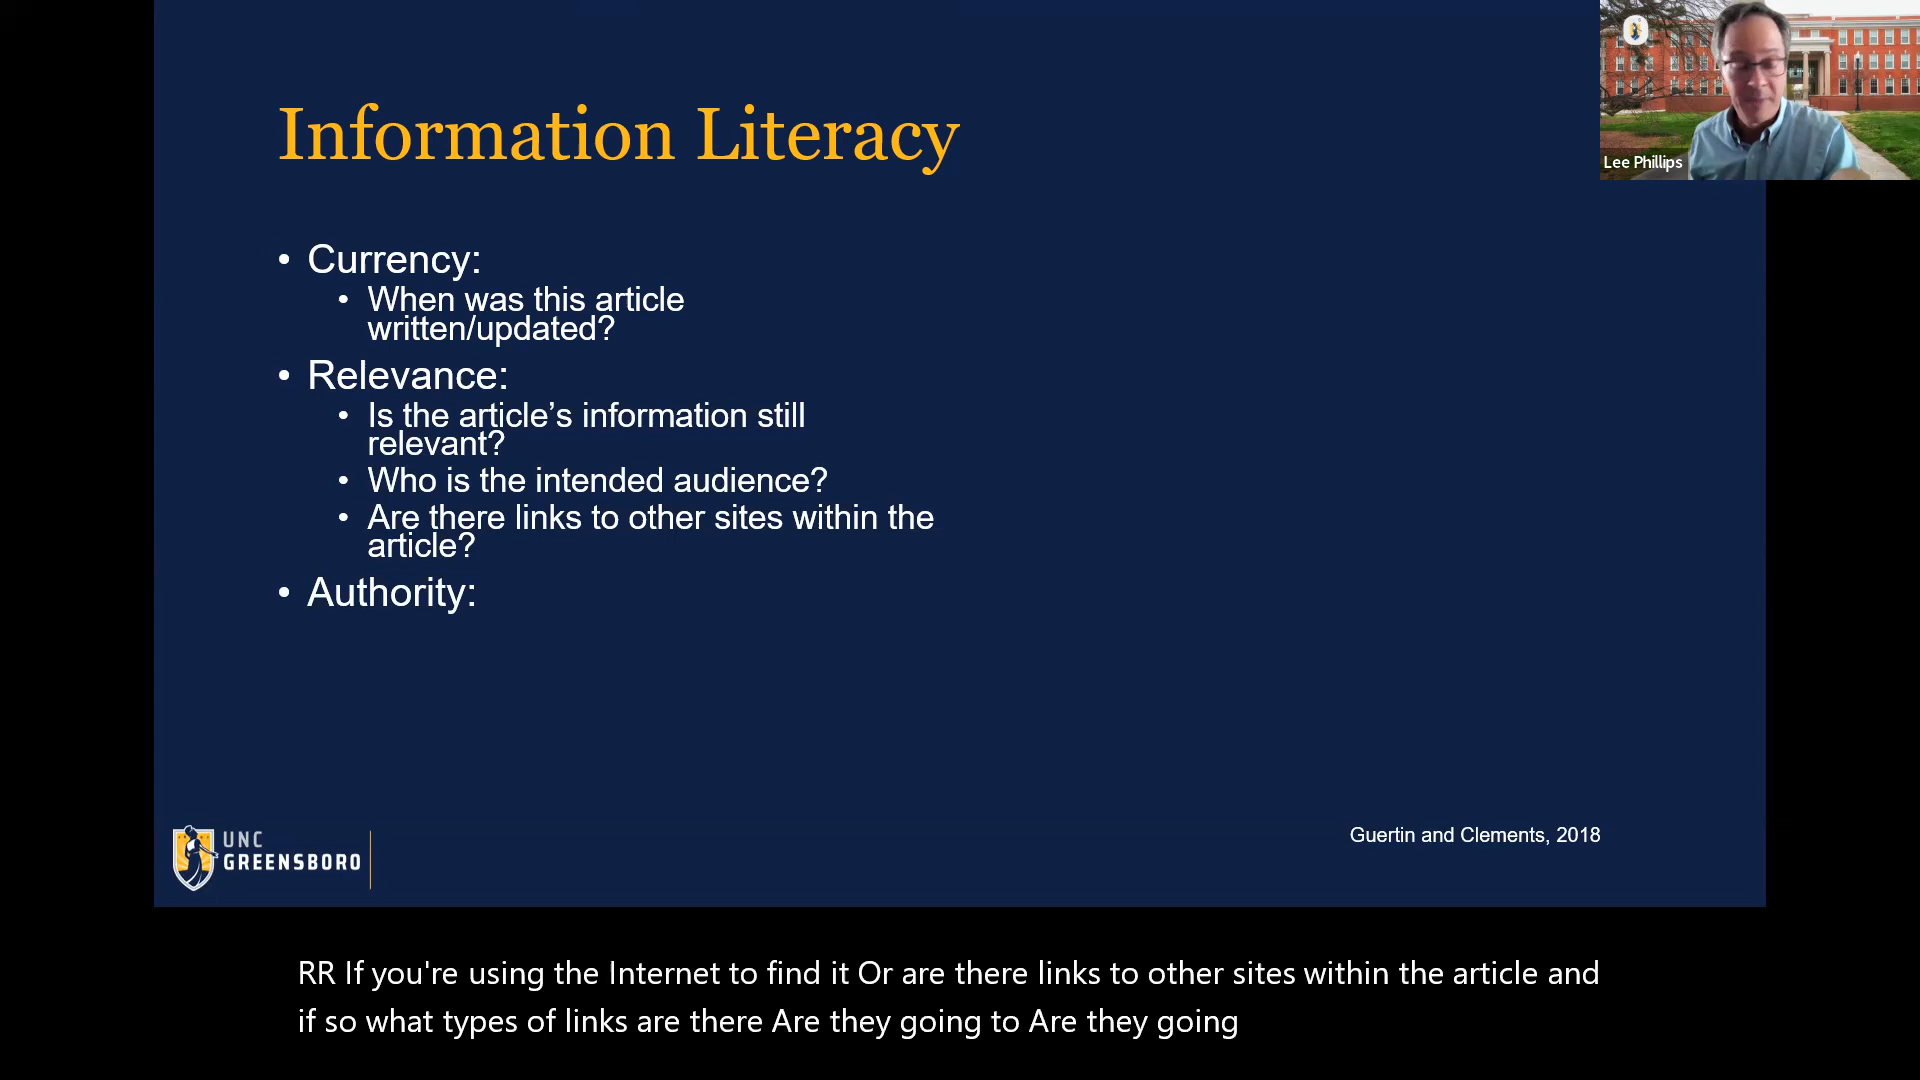 Information Literacy
Lee Phillips
• Currency:
• When was this article
written/updated?
• Relevance:
• Is the article’s information still
relevant?
• Who is the intended audience?
• Are there links to other sites within the
article?
• Authority:
UNC
GREENSBORO
Guertin and Clements, 2018
RR If you're using the Internet to find it Or are there links to other sites within the article and
if so what types of links are there Are they going to Are they going